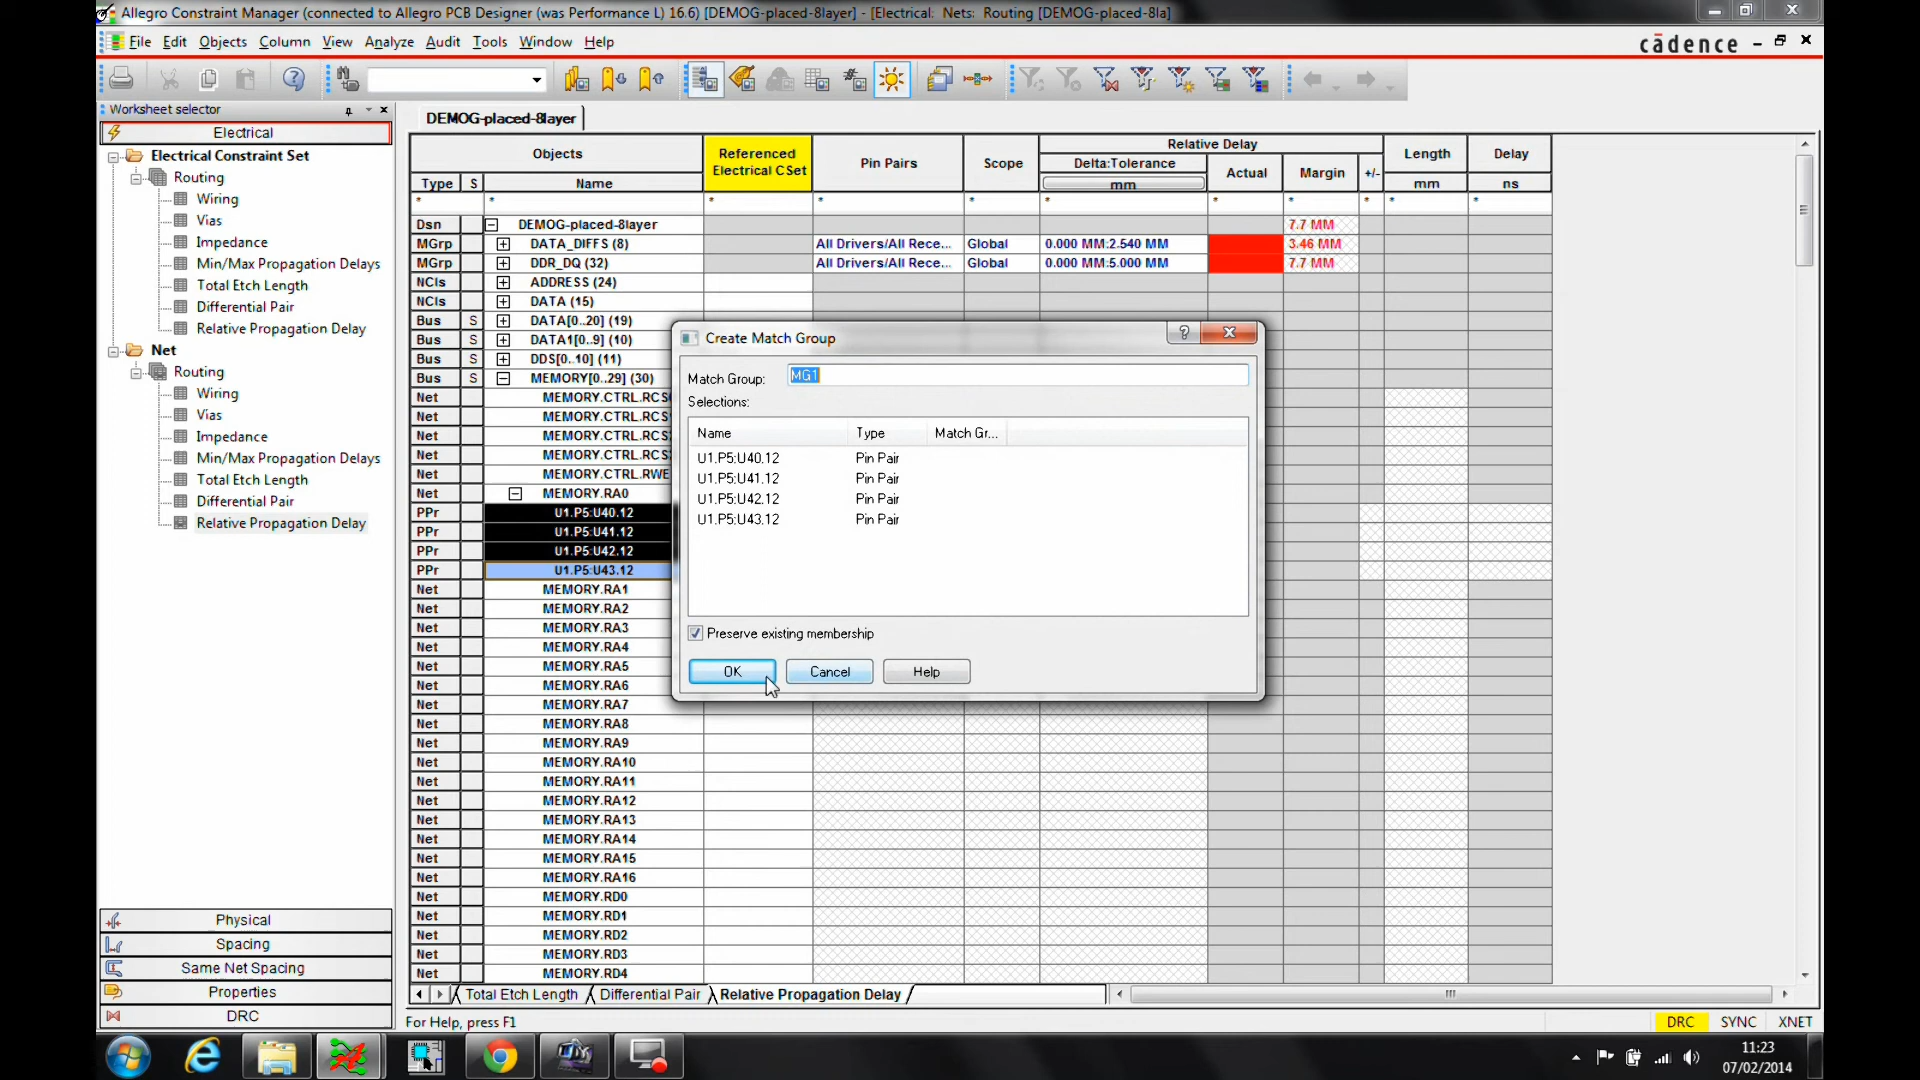 Allegro Constraint Manager (connected to Allegro PCB Designer (was Performance L) 16.6) [DEMOG-placed-8layer] - [Electrical: Nets: Routing [DEMOG-placed-8la]
File Edit Objects Column View Analyze Audit Tools Window Help
cādence
Worksheet selector
Electrical
Electrical Constraint Set
Routing
Wiring
Vias
Impedance
Min/Max Propagation Delays
Total Etch Length
Differential Pair
Relative Propagation Delay
Net
Routing
Wiring
Vias
Impedance
Min/Max Propagation Delays
Total Etch Length
Differential Pair
Relative Propagation Delay
Physical
Spacing
Same Net Spacing
Properties
DRC
DEMOG-placed-8layer
Objects Referenced Electrical CSet Pin Pairs Scope Relative Delay Length Delay
Delta:Tolerance Actual Margin +/-
Type S Name mm mm ns
* * * * * * * * * * *
Dsn DEMOG-placed-8layer 7.7 MM
MGrp DATA_DIFFS (8) All Drivers/All Rece... Global 0.000 MM:2.540 MM 3.46 MM
MGrp DDR_DQ (32) All Drivers/All Rece... Global 0.000 MM:5.000 MM 7.7 MM
NCls ADDRESS (24)
NCls DATA (15)
Bus S DATA[0..20] (19)
Bus S DATA1[0..9] (10)
Bus S DDS[0..10] (11)
Bus S MEMORY[0..29] (30)
Net MEMORY.CTRL.RCS
Net MEMORY.CTRL.RCS
Net MEMORY.CTRL.RCS
Net MEMORY.CTRL.RCS
Net MEMORY.CTRL.RWE
Net MEMORY.RA0
PPr U1.P5:U40.12
PPr U1.P5:U41.12
PPr U1.P5:U42.12
PPr U1.P5:U43.12
Net MEMORY.RA1
Net MEMORY.RA2
Net MEMORY.RA3
Net MEMORY.RA4
Net MEMORY.RA5
Net MEMORY.RA6
Net MEMORY.RA7
Net MEMORY.RA8
Net MEMORY.RA9
Net MEMORY.RA10
Net MEMORY.RA11
Net MEMORY.RA12
Net MEMORY.RA13
Net MEMORY.RA14
Net MEMORY.RA15
Net MEMORY.RA16
Net MEMORY.RD0
Net MEMORY.RD1
Net MEMORY.RD2
Net MEMORY.RD3
Net MEMORY.RD4
Create Match Group
Match Group: MG1
Selections:
Name Type Match Gr...
U1.P5:U40.12 Pin Pair
U1.P5:U41.12 Pin Pair
U1.P5:U42.12 Pin Pair
U1.P5:U43.12 Pin Pair
Preserve existing membership
OK Cancel Help
Total Etch Length Differential Pair Relative Propagation Delay
For Help, press F1
DRC SYNC XNET
11:23
07/02/2014